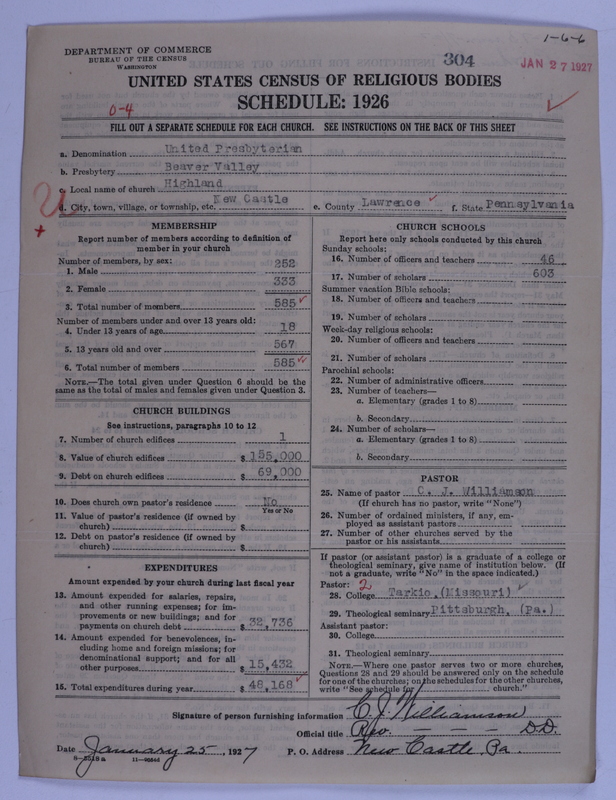 1-6-6
DEPARTMENT OF COMMERCE
BUREAU OF THE CENSUS
WASHINGTON
304
JAN 27 1927
UNITED STATES CENSUS OF RELIGIOUS BODIES
SCHEDULE: 1926
0-4
FILL OUT A SEPARATE SCHEDULE FOR EACH CHURCH. SEE INSTRUCTIONS ON THE BACK OF THIS SHEET
a. Denomination United Presbyterian
b. Presbytery Beaver Valley
c. Local name of church Highland
d. City, town, village, or township, etc. New Castle e. County Lawrence f. State Pennsylvania
MEMBERSHIP
Report number of members according to definition of
member in your church
Number of members, by sex:
1. Male 252
2. Female 333
3. Total number of members 585
Number of members under and over 13 years old:
4. Under 13 years of age 18
5. 13 years old and over 567
6. Total number of members 585
NOTE.—The total given under Question 6 should be the
same as the total of males and females given under Question 3.
CHURCH BUILDINGS
See instructions, paragraphs 10 to 12
7. Number of church edifices 1
8. Value of church edifices $155,000
9. Debt on church edifices $ 69,000
10. Does church own pastor's residence No
Yes or No
11. Value of pastor's residence (if owned by
church) $
12. Debt on pastor's residence (if owned by
church) $
EXPENDITURES
Amount expended by your church during last fiscal year
13. Amount expended for salaries, repairs,
and other running expenses; for im-
provements or new buildings; and for
payments on church debt $ 32,736
14. Amount expended for benevolences, in-
cluding home and foreign missions; for
denominational support; and for all
other purposes $ 15,432
15. Total expenditures during year $ 48,168
CHURCH SCHOOLS
Report here only schools conducted by this church
Sunday schools:
16. Number of officers and teachers 46
17. Number of scholars 603
Summer vacation Bible schools:
18. Number of officers and teachers
19. Number of scholars
Week-day religious schools:
20. Number of officers and teachers
21. Number of scholars
Parochial schools:
22. Number of administrative officers
23. Number of teachers—
a. Elementary (grades 1 to 8)
b. Secondary
24. Number of scholars—
a. Elementary (grades 1 to 8)
b. Secondary
PASTOR
25. Name of pastor C. J. Williamson
(If church has no pastor, write "None")
26. Number of ordained ministers, if any, em-
ployed as assistant pastors
27. Number of other churches served by the
pastor or his assistants
If pastor (or assistant pastor) is a graduate of a college or
theological seminary, give name of institution below. (If
not a graduate, write "No" in the space indicated.)
Pastor: 2
28. College Tarkio, (Missouri)
29. Theological seminary Pittsburgh, (Pa.)
Assistant pastor:
30. College
31. Theological seminary
NOTE.—Where one pastor serves two or more churches,
Questions 28 and 29 should be answered only on the schedule
for one of the churches; on the schedules for the other churches,
write "See schedule for church."
Signature of person furnishing information C. J. Williamson
Official title Rev. — — — D.D.
Date January 25, 1927 P. O. Address New Castle, Pa.
8-5518a